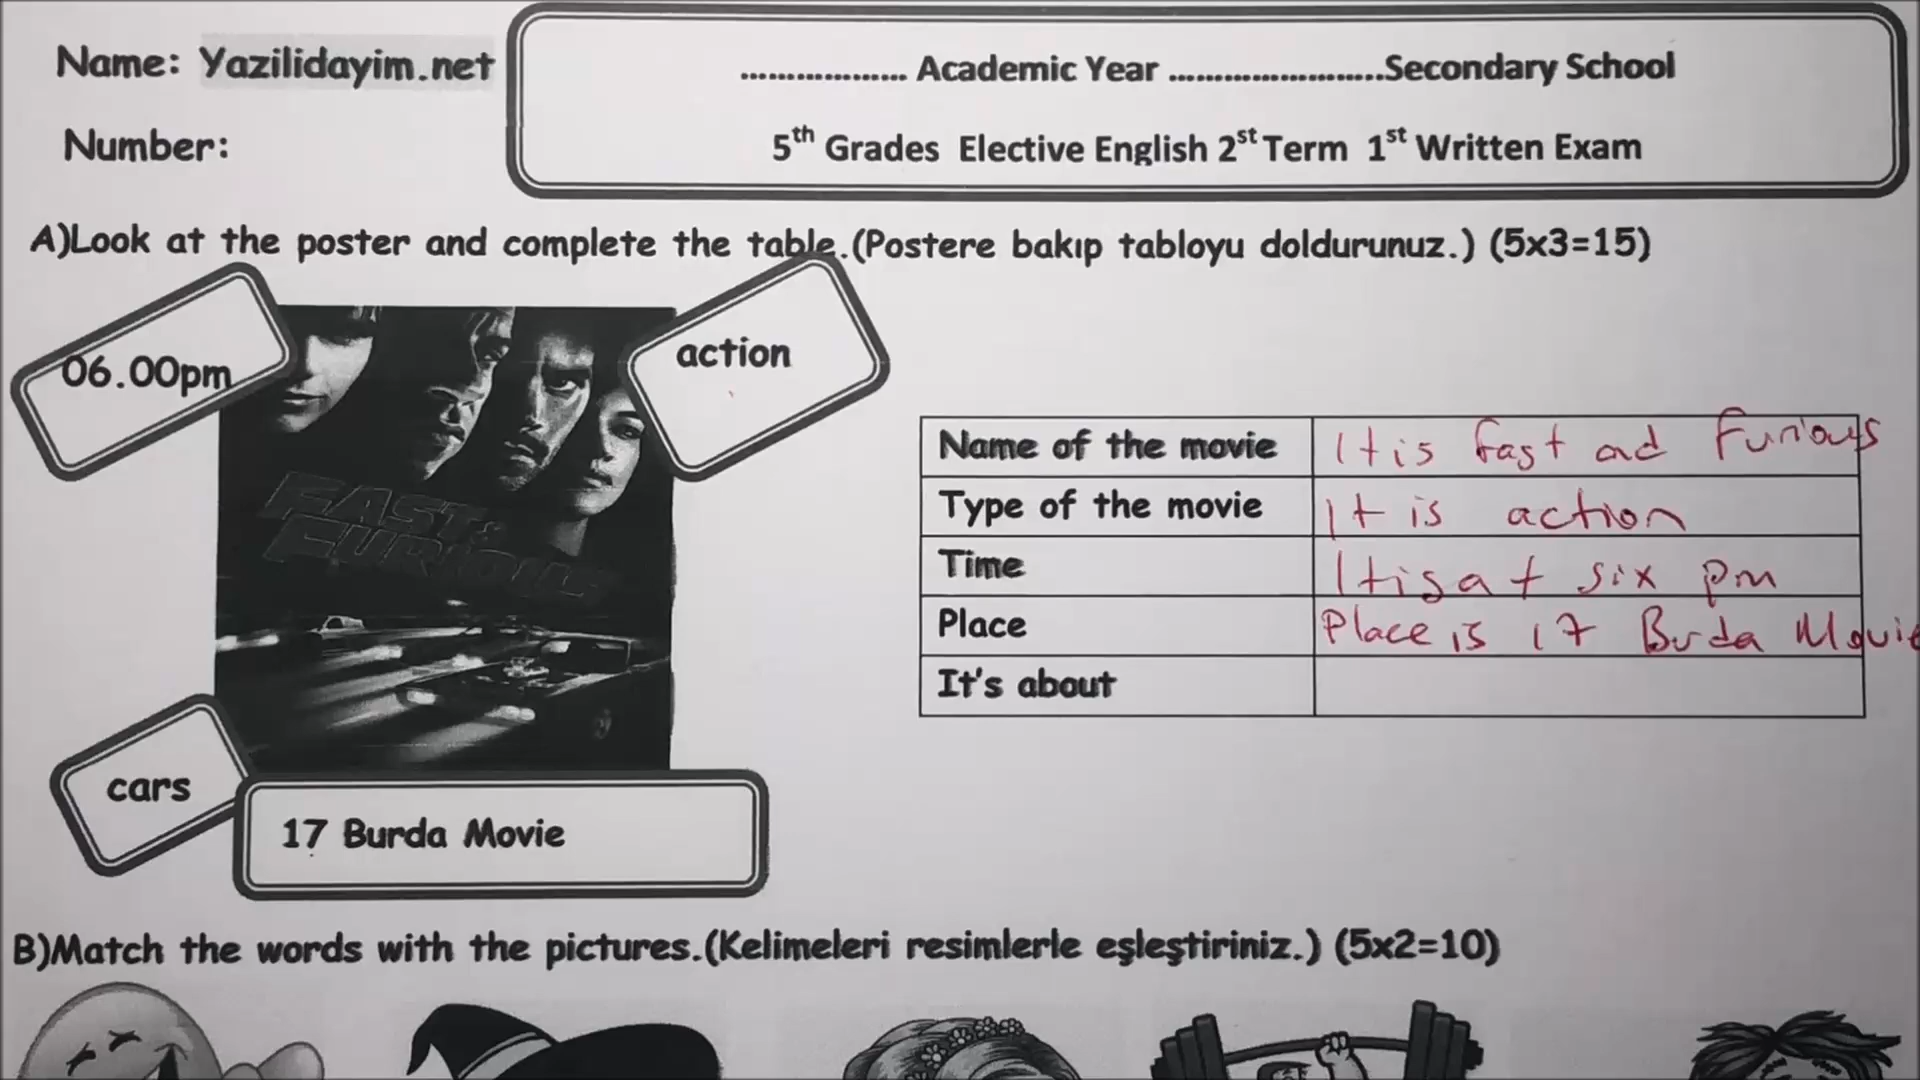 Name: Yazilidayim.net
Number:
.................. Academic Year ........................Secondary School
5th Grades Elective English 2st Term 1st Written Exam
A)Look at the poster and complete the table.(Postere bakıp tabloyu doldurunuz.) (5x3=15)
06.00pm
action
FAST &
FURIOUS
cars
17 Burda Movie
Name of the movie It is fast and Furious
Type of the movie It is action
Time It is at six pm
Place Place is 17 Burda Movie
It's about
B)Match the words with the pictures.(Kelimeleri resimlerle eşleştiriniz.) (5x2=10)